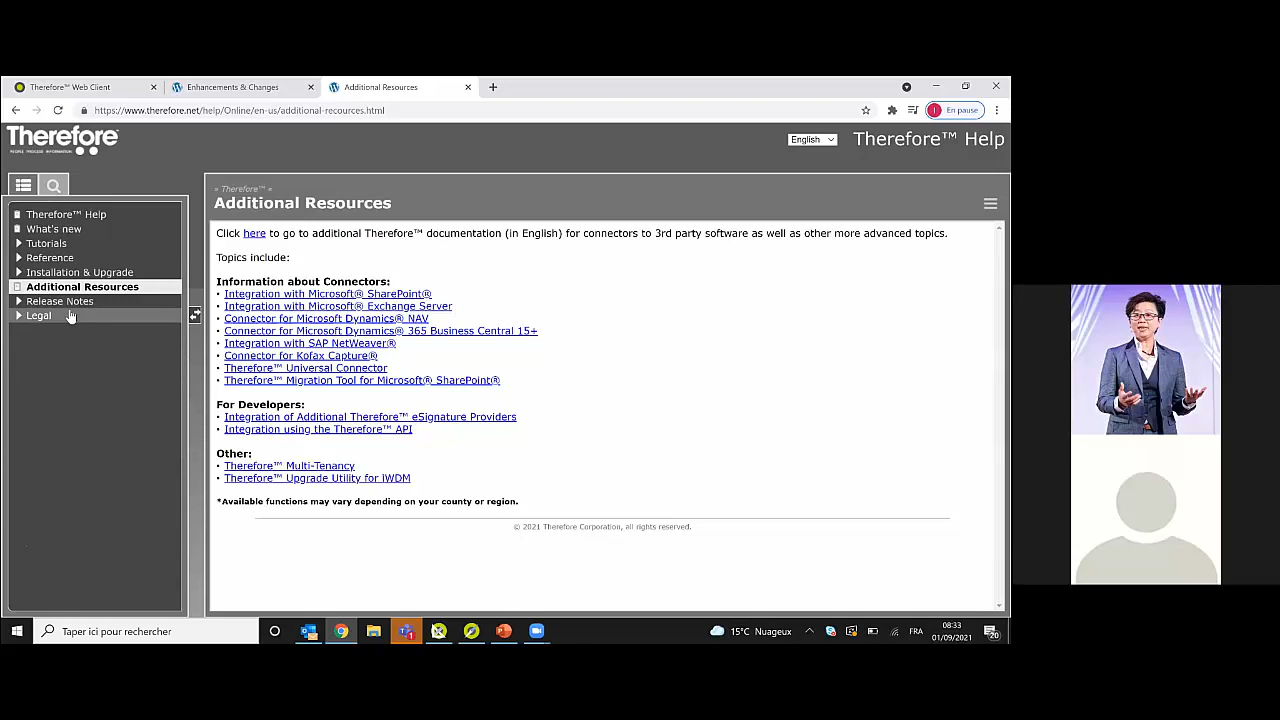 Therefore™ Web Client
Enhancements & Changes
Additional Resources
https://www.therefore.net/help/Online/en-us/additional-resources.html
En pause
Therefore™
PEOPLE PROCESS INFORMATION
English
Therefore™ Help
Therefore™ Help
What's new
Tutorials
Reference
Installation & Upgrade
Additional Resources
Release Notes
Legal
» Therefore™ «
Additional Resources
Click here to go to additional Therefore™ documentation (in English) for connectors to 3rd party software as well as other more advanced topics.
Topics include:
Information about Connectors:
• Integration with Microsoft® SharePoint®
• Integration with Microsoft® Exchange Server
• Connector for Microsoft Dynamics® NAV
• Connector for Microsoft Dynamics® 365 Business Central 15+
• Integration with SAP NetWeaver®
• Connector for Kofax Capture®
• Therefore™ Universal Connector
• Therefore™ Migration Tool for Microsoft® SharePoint®
For Developers:
• Integration of Additional Therefore™ eSignature Providers
• Integration using the Therefore™ API
Other:
• Therefore™ Multi-Tenancy
• Therefore™ Upgrade Utility for iWDM
*Available functions may vary depending on your county or region.
© 2021 Therefore Corporation, all rights reserved.
Taper ici pour rechercher
15°C Nuageux
FRA
08:33
01/09/2021
20